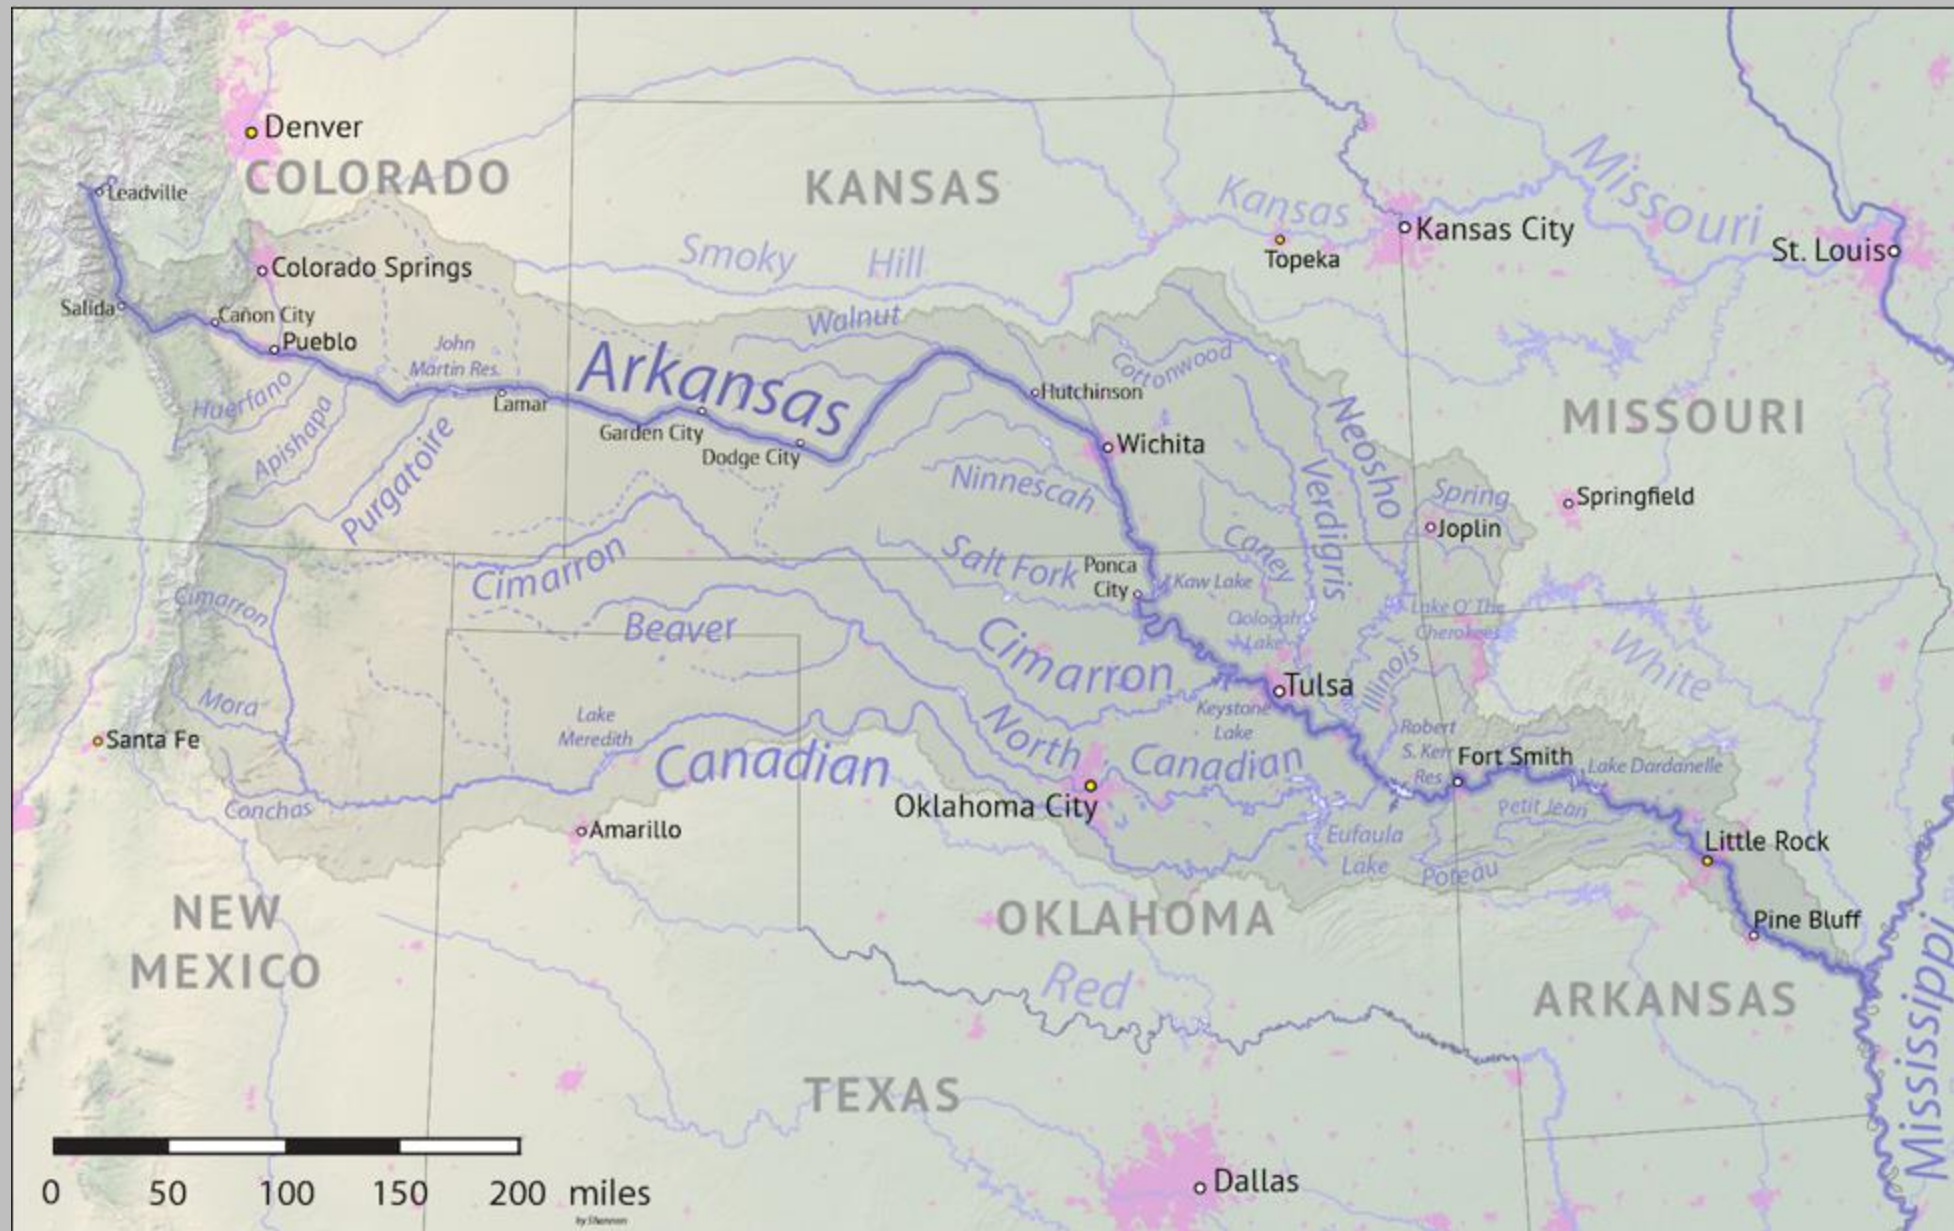 Denver
COLORADO
Leadville
KANSAS
Kansas
Missouri
Kansas City
Topeka
St. Louis
Smoky Hill
Colorado Springs
Salida
Cañon City
Pueblo
Walnut
John
Martin Res.
Arkansas
Cottonwood
Huerfano
Apishapa
Purgatoire
Lamar
Garden City
Dodge City
Hutchinson
Wichita
Neosho
MISSOURI
Verdigris
Ninnescah
Spring
Springfield
Joplin
Cimarron
Salt Fork
Ponca
City
Kaw Lake
Caney
Oologah
Lake
Lake O' The
Cherokees
Cimarron
Beaver
Cimarron
Illinois
White
Tulsa
Mora
Santa Fe
Lake
Meredith
Canadian
North
Canadian
Keystone
Lake
Robert
S. Kerr
Res.
Fort Smith
Lake Dardanelle
Conchas
Oklahoma City
Petit Jean
Amarillo
Eufaula
Lake
Poteau
Little Rock
Pine Bluff
NEW
MEXICO
OKLAHOMA
Red
ARKANSAS
Mississippi
TEXAS
Dallas
0 50 100 150 200 miles
by Shannon